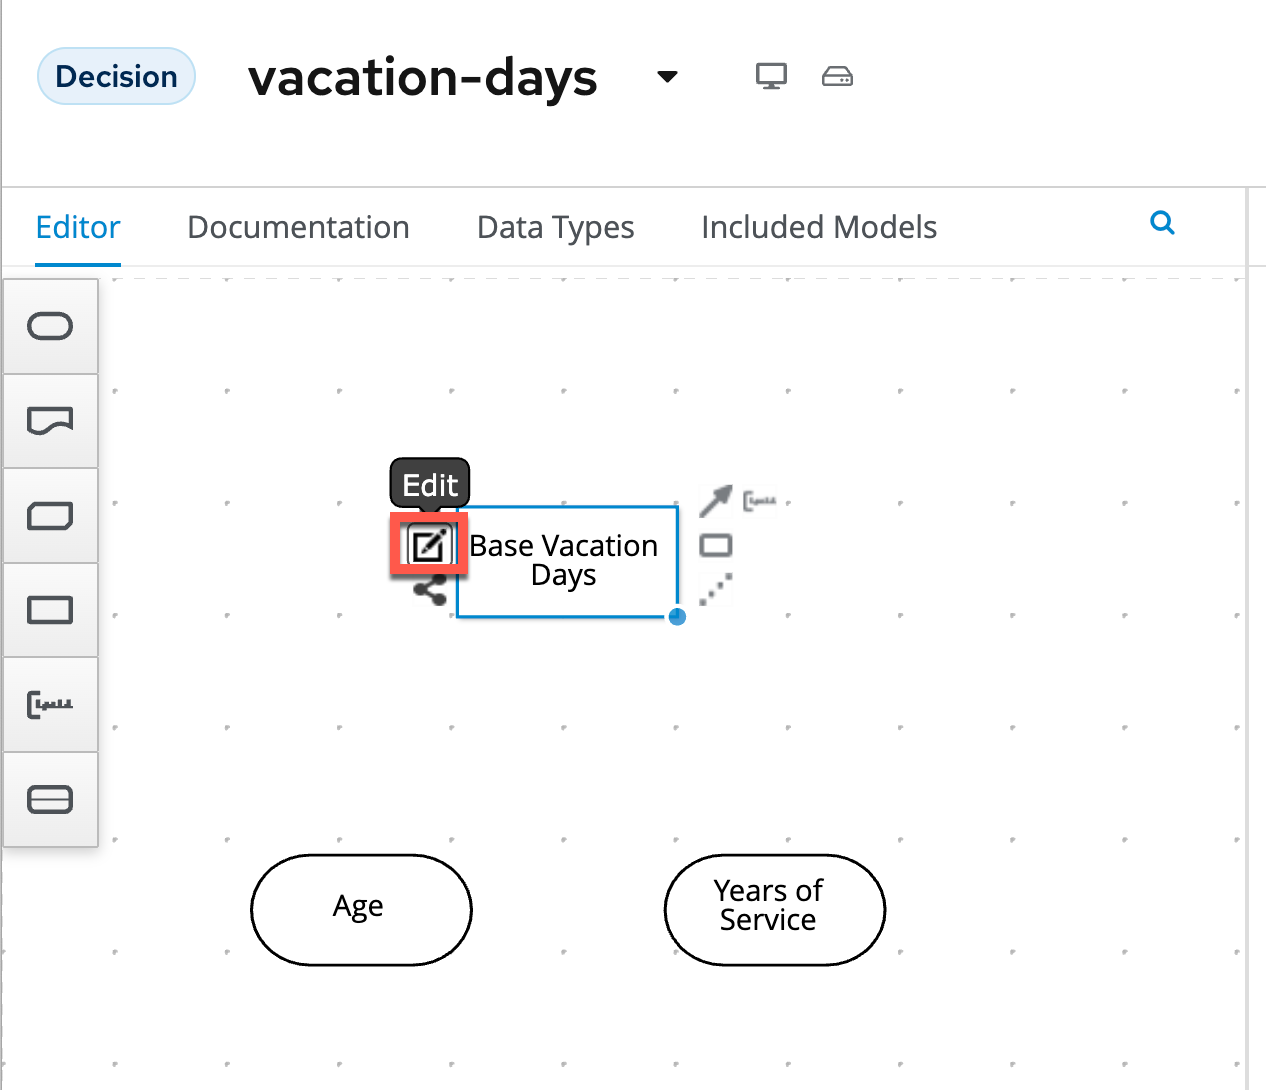 Decision
vacation-days
Editor
Documentation
Data Types
Included Models
Edit
Base Vacation
Days
Age
Years of
Service